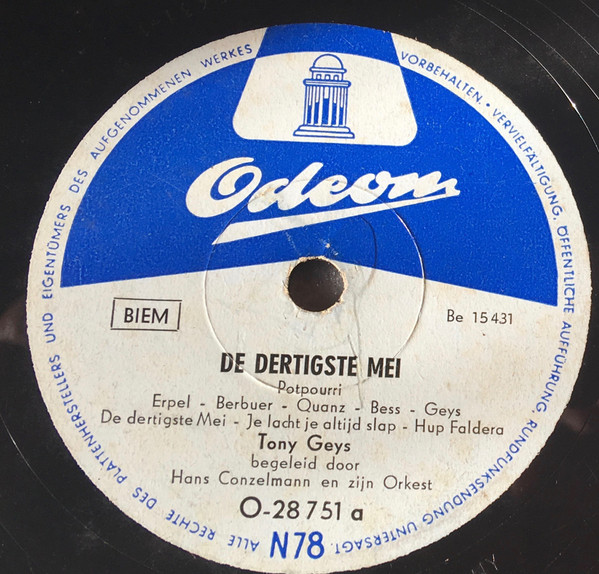 ALLE RECHTE DES PLATTENHERSTELLERS UND EIGENTÜMERS DES AUFGENOMMENEN WERKES VORBEHALTEN • VERVIELFÄLTIGUNG, ÖFFENTLICHE AUFFÜHRUNG, RUNDFUNKSENDUNG UNTERSAGT.
Odeon
BIEM
Be 15431
DE DERTIGSTE MEI
Potpourri
Erpel - Berbuer - Quanz - Bess - Geys
De dertigste Mei - Je lacht je altijd slap - Hup Faldera
Tony Geys
begeleid door
Hans Conzelmann en zijn Orkest
O-28751 a
N78